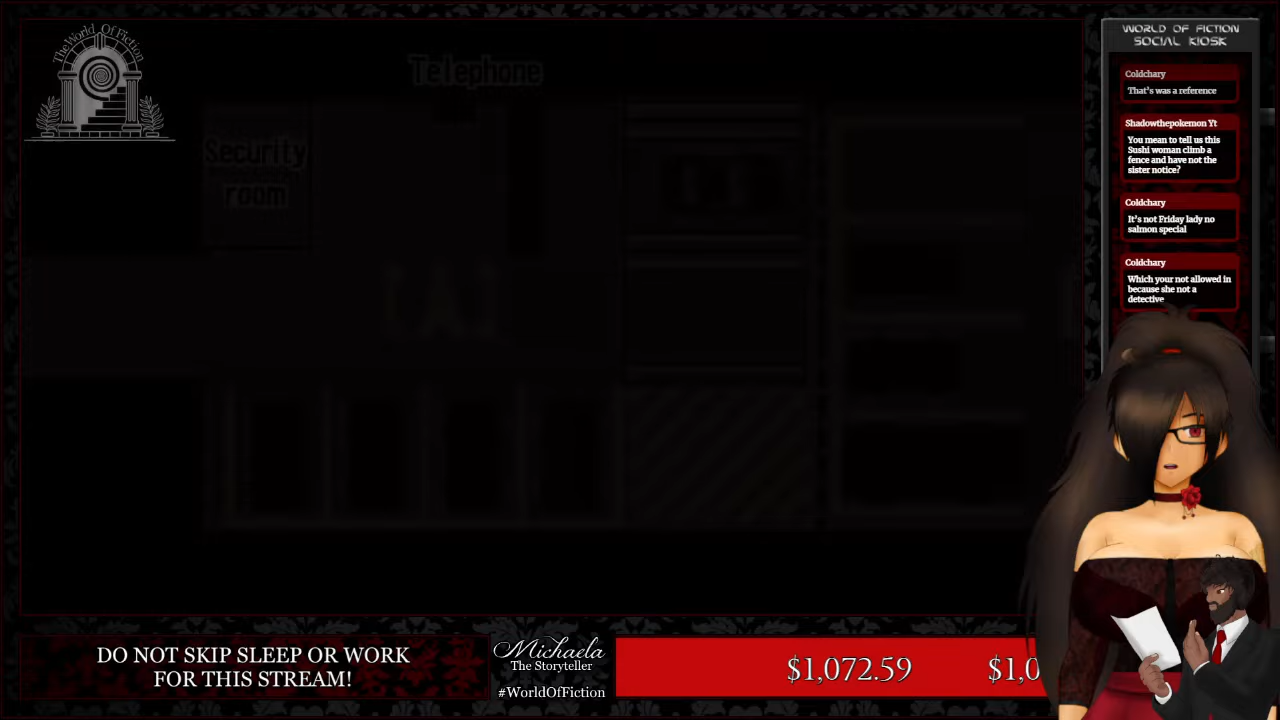 The World Of Fiction
Telephone
Security
room
WORLD OF FICTION
SOCIAL KIOSK
Coldchary
That's was a reference
Shadowthepokemon Yt
You mean to tell us this
Sushi woman climb a
fence and have not the
sister notice?
Coldchary
It's not Friday lady no
salmon special
Coldchary
Which your not allowed in
because she not a
detective
DO NOT SKIP SLEEP OR WORK
FOR THIS STREAM!
Michaela
The Storyteller
#WorldOfFiction
$1,072.59
$1,0